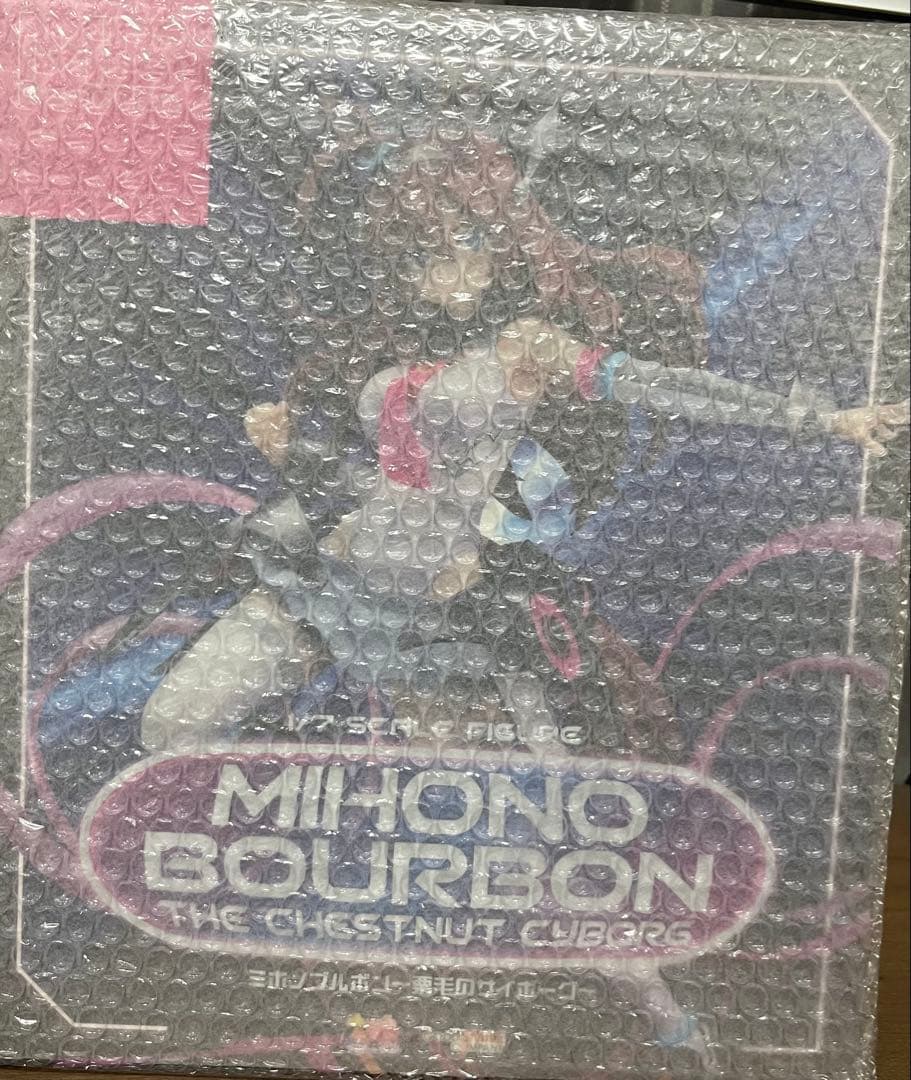 1/7 SCALE FIGURE
MIHONO
BOURBON
THE CHESTNUT CYBORG
ミホノブルボン 栗毛のサイボーグ